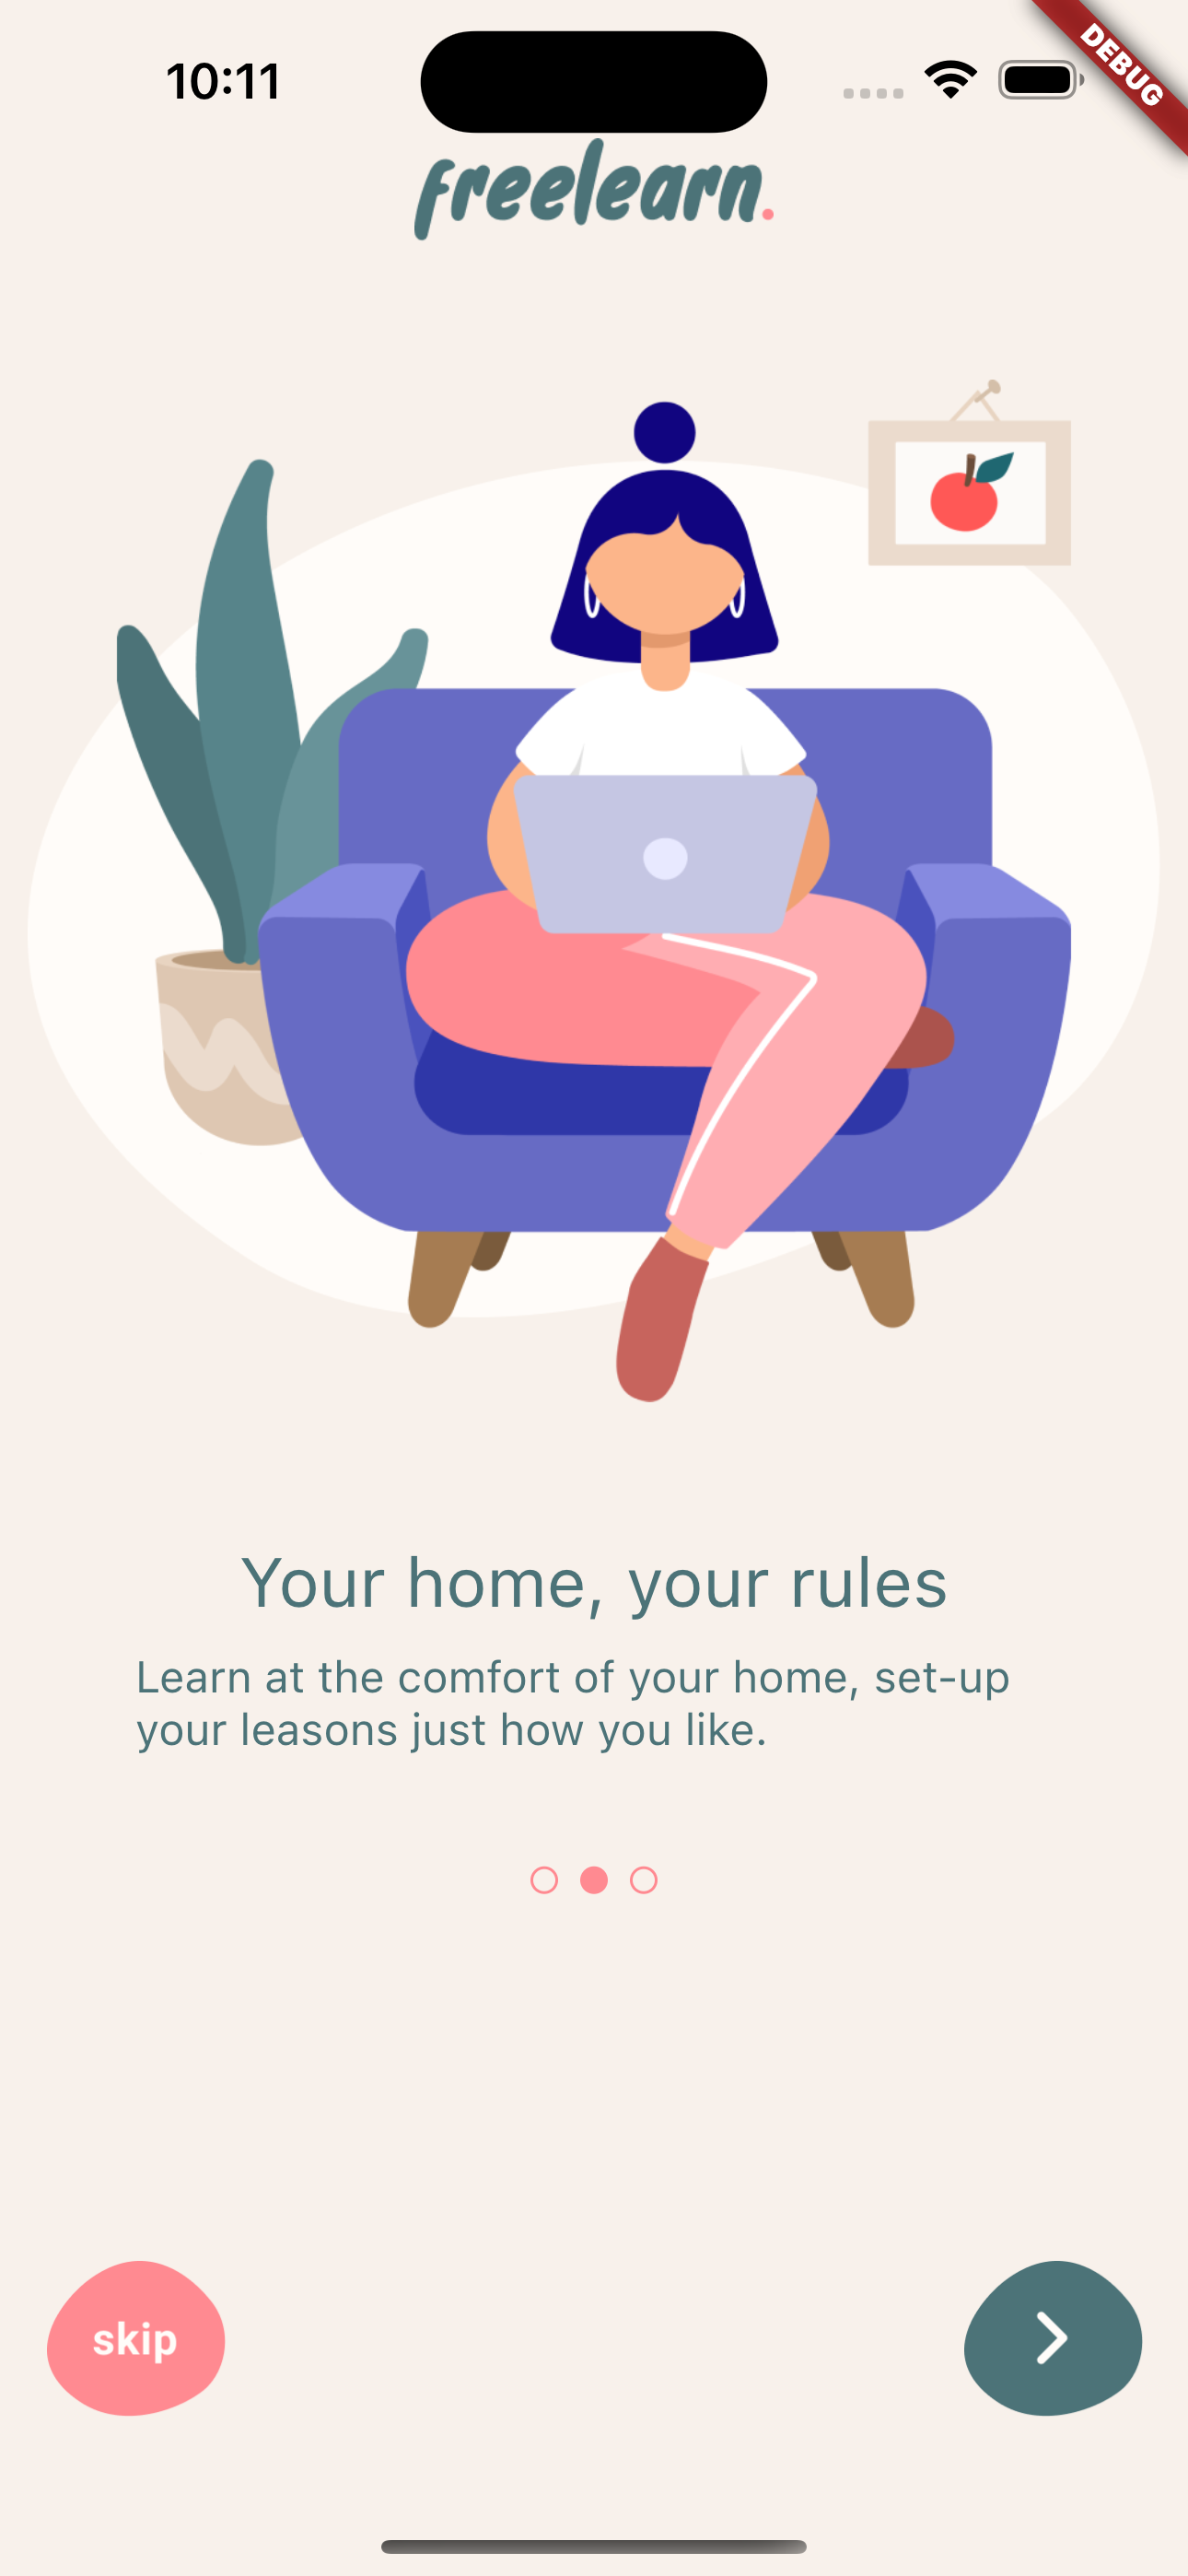 10:11
DEBUG
freelearn.
Your home, your rules
Learn at the comfort of your home, set-up
your leasons just how you like.
skip